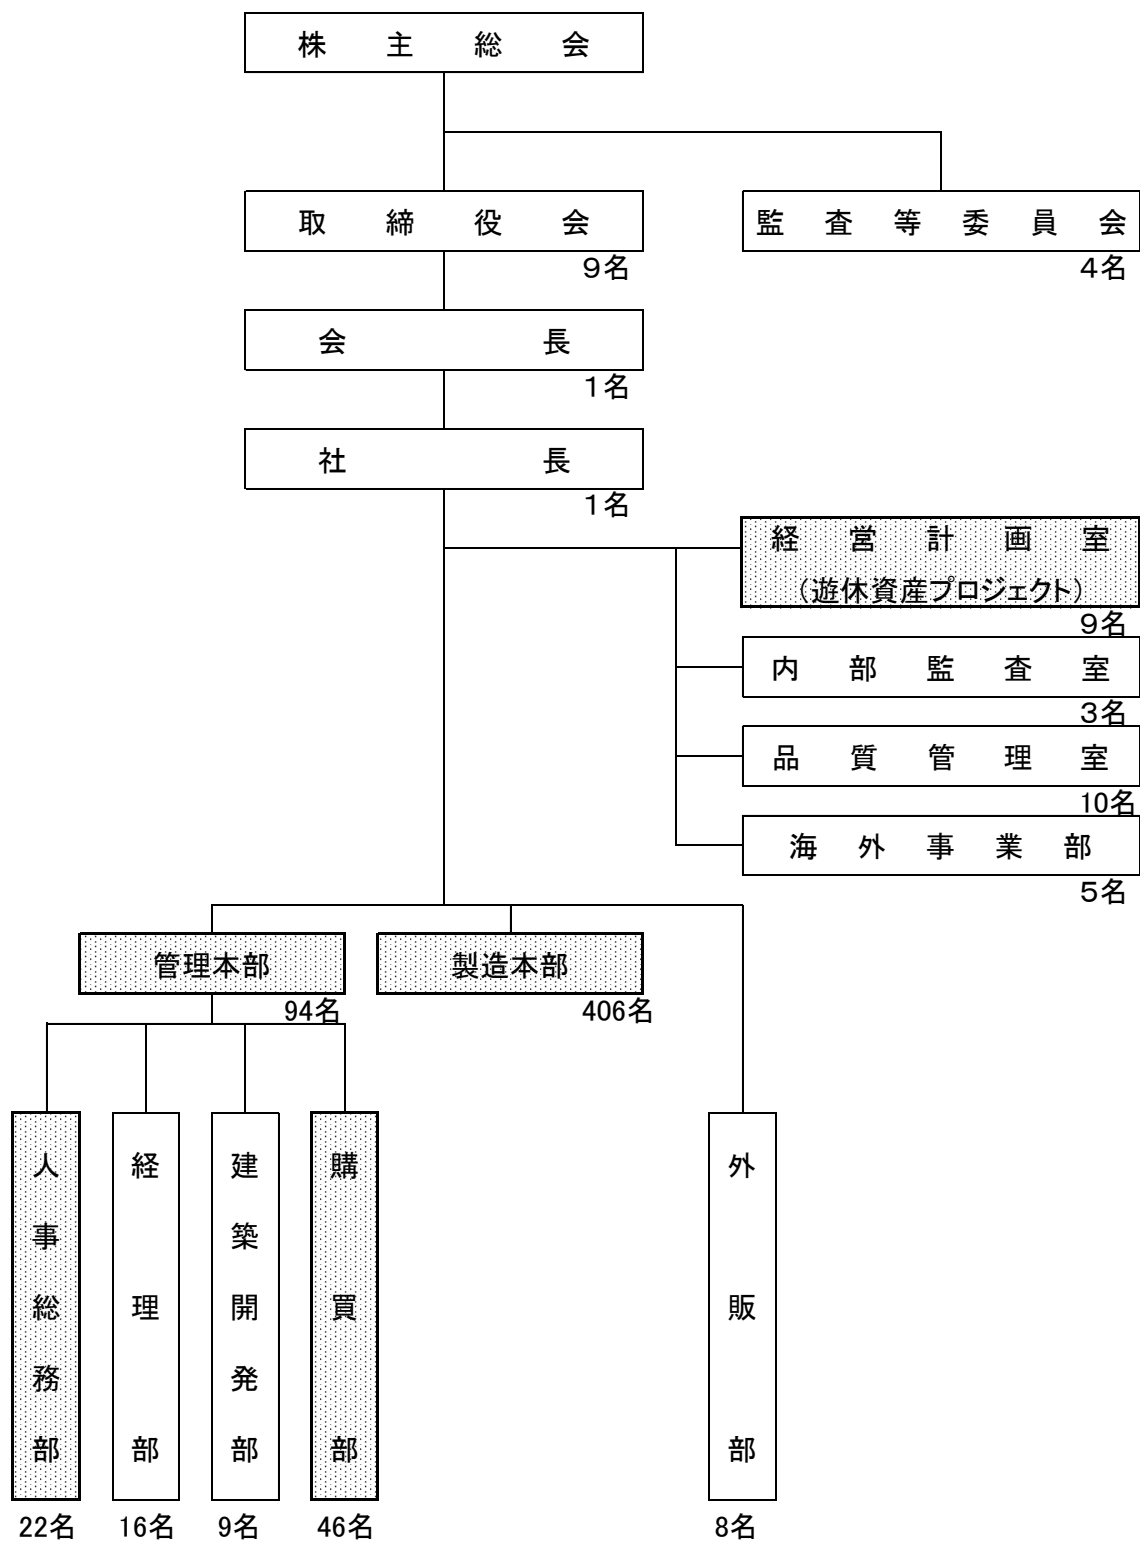 株主総会
取締役会
9名
監査等委員会
4名
会長
1名
社長
1名
経営計画室
(遊休資産プロジェクト)
9名
内部監査室
3名
品質管理室
10名
海外事業部
5名
管理本部
94名
製造本部
406名
人事総務部
22名
経理部
16名
建築開発部
9名
購買部
46名
外販部
8名